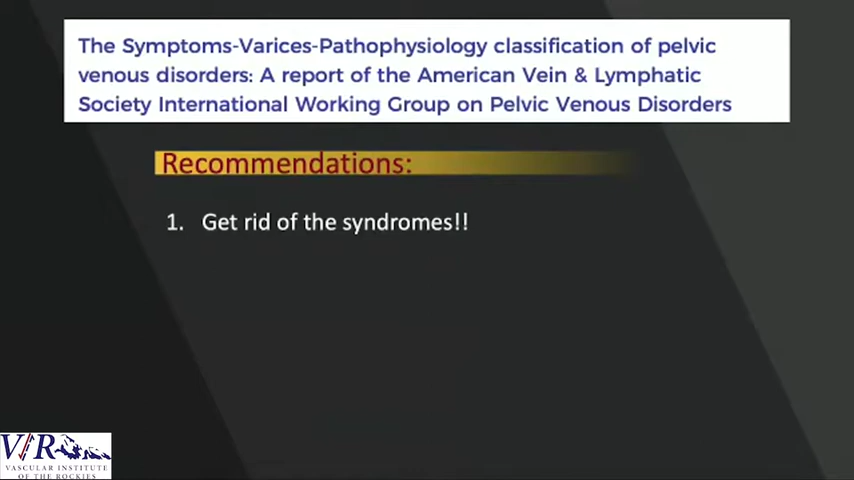 The Symptoms-Varices-Pathophysiology classification of pelvic
venous disorders: A report of the American Vein & Lymphatic
Society International Working Group on Pelvic Venous Disorders
Recommendations:
1. Get rid of the syndromes!!
V/R
VASCULAR INSTITUTE
OF THE ROCKIES